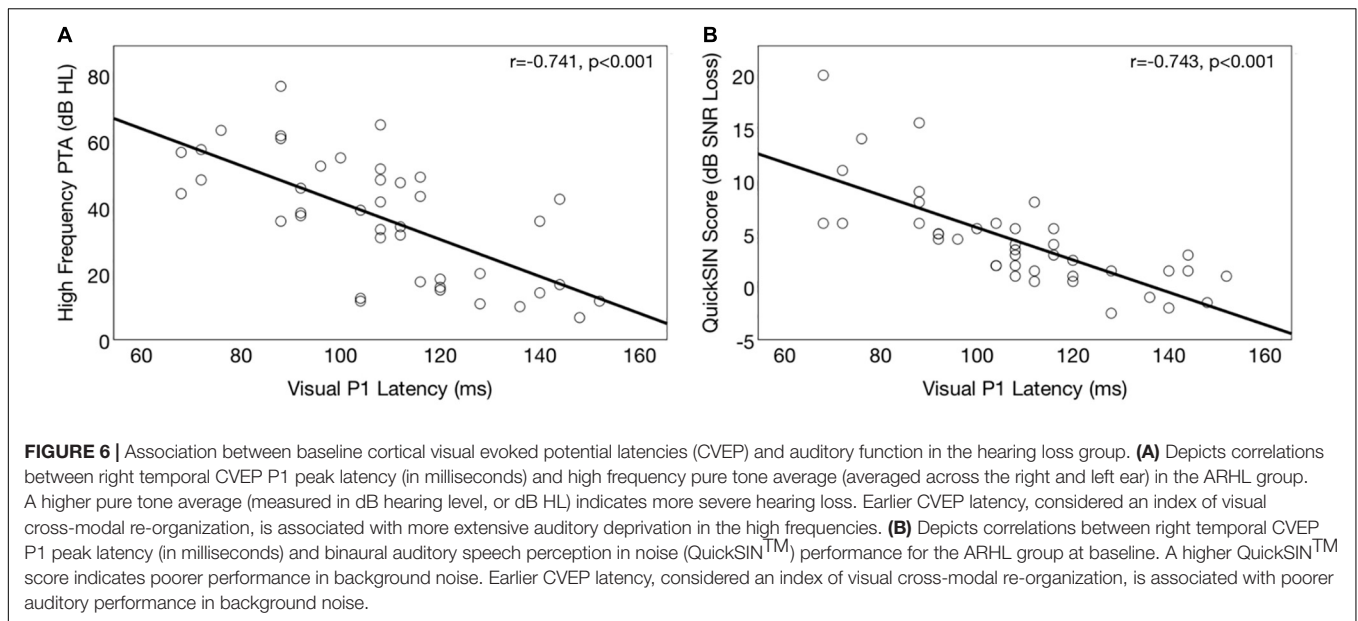 A
r=-0.741, p<0.001
High Frequency PTA (dB HL)
80
60
40
20
0
60 80 100 120 140 160
Visual P1 Latency (ms)
B
r=-0.743, p<0.001
QuickSIN Score (dB SNR Loss)
20
15
10
5
0
-5
60 80 100 120 140 160
Visual P1 Latency (ms)
FIGURE 6 | Association between baseline cortical visual evoked potential latencies (CVEP) and auditory function in the hearing loss group. (A) Depicts correlations
between right temporal CVEP P1 peak latency (in milliseconds) and high frequency pure tone average (averaged across the right and left ear) in the ARHL group.
A higher pure tone average (measured in dB hearing level, or dB HL) indicates more severe hearing loss. Earlier CVEP latency, considered an index of visual
cross-modal re-organization, is associated with more extensive auditory deprivation in the high frequencies. (B) Depicts correlations between right temporal CVEP
P1 peak latency (in milliseconds) and binaural auditory speech perception in noise (QuickSIN™) performance for the ARHL group at baseline. A higher QuickSIN™
score indicates poorer performance in background noise. Earlier CVEP latency, considered an index of visual cross-modal re-organization, is associated with poorer
auditory performance in background noise.